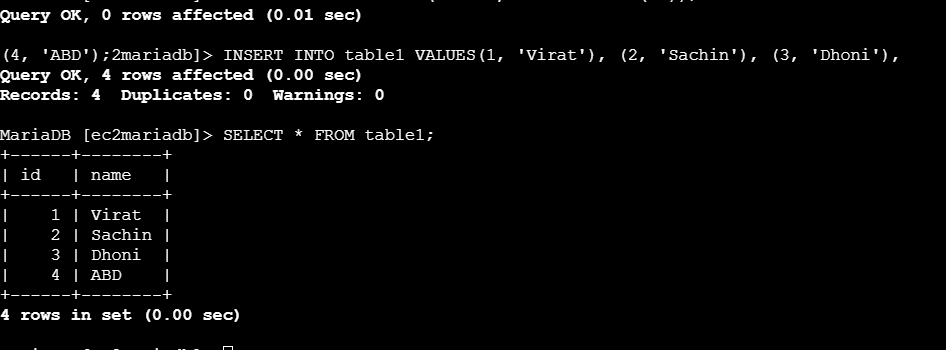 Query OK, 0 rows affected (0.01 sec)
(4, 'ABD');2mariadb]> INSERT INTO table1 VALUES(1, 'Virat'), (2, 'Sachin'), (3, 'Dhoni'),
Query OK, 4 rows affected (0.00 sec)
Records: 4  Duplicates: 0  Warnings: 0
MariaDB [ec2mariadb]> SELECT * FROM table1;
+------+--------+
| id   | name   |
+------+--------+
|    1 | Virat  |
|    2 | Sachin |
|    3 | Dhoni  |
|    4 | ABD    |
+------+--------+
4 rows in set (0.00 sec)